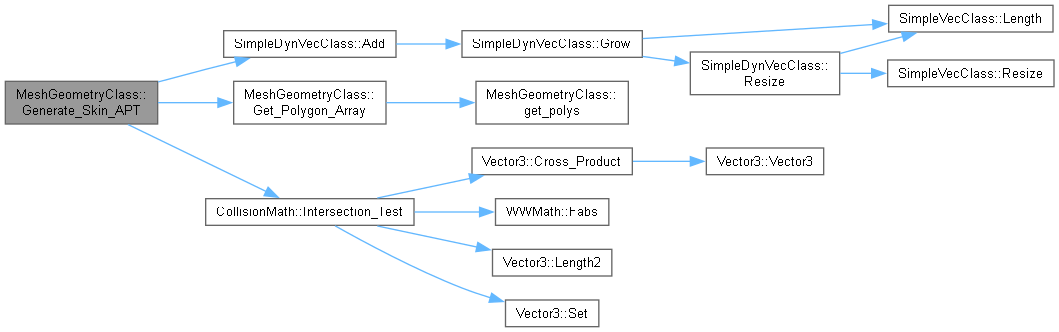 MeshGeometryClass::
Generate_Skin_APT
SimpleDynVecClass::Add
SimpleDynVecClass::Grow
SimpleDynVecClass::
Resize
SimpleVecClass::Length
SimpleVecClass::Resize
MeshGeometryClass::
Get_Polygon_Array
MeshGeometryClass::
get_polys
CollisionMath::Intersection_Test
Vector3::Cross_Product
Vector3::Vector3
WWMath::Fabs
Vector3::Length2
Vector3::Set